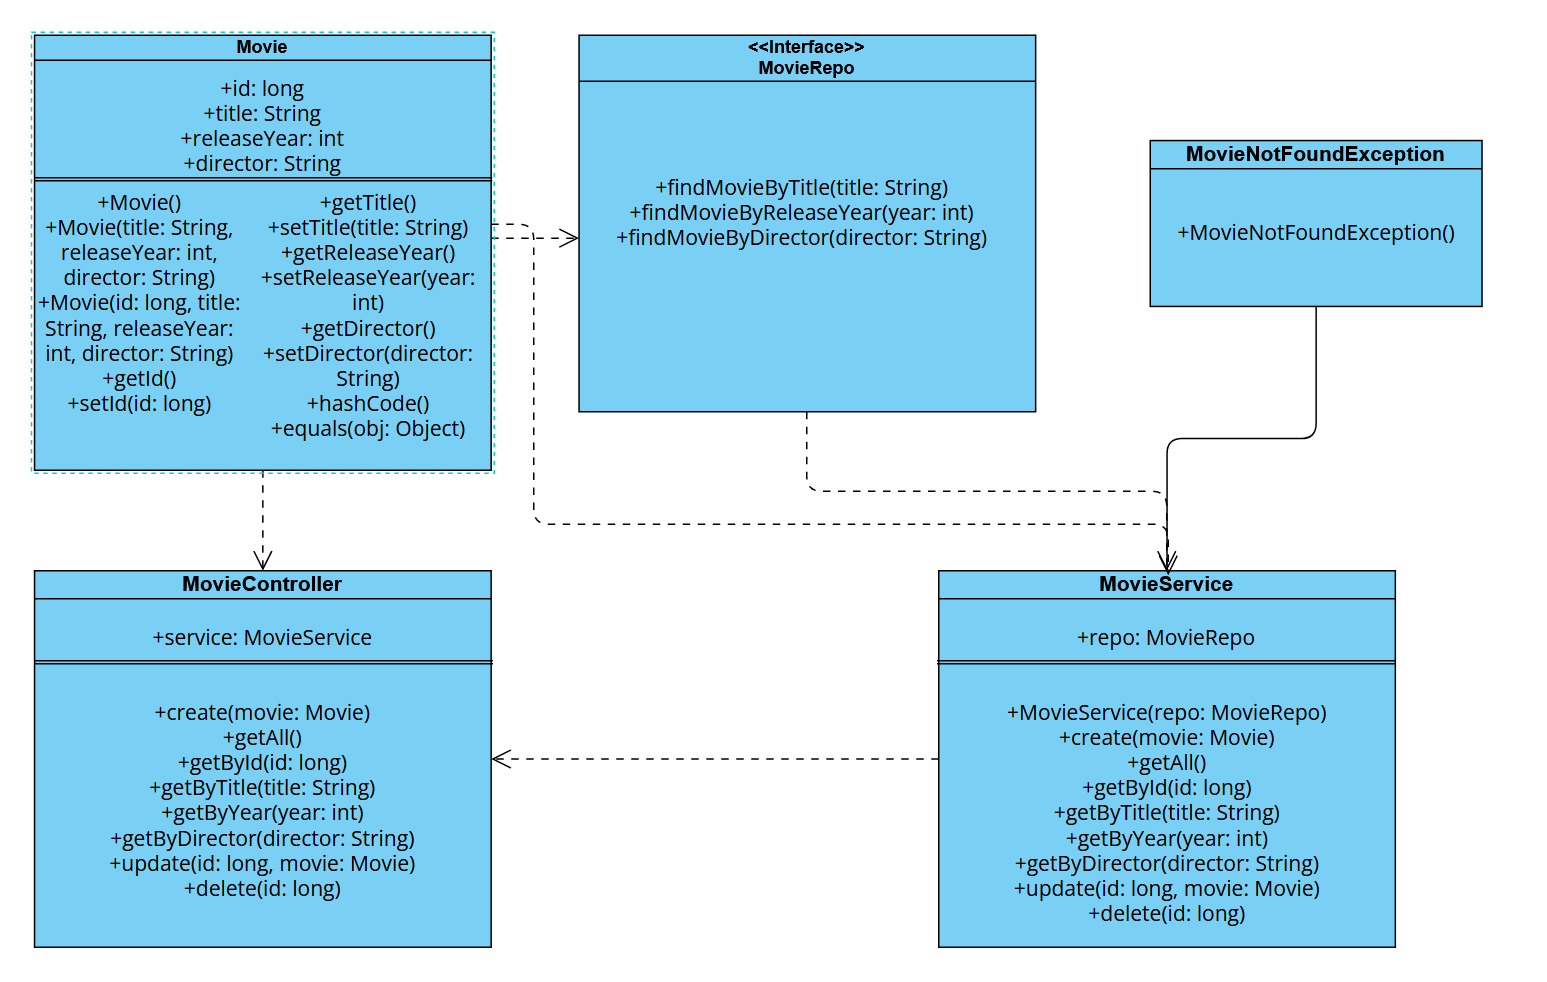 Movie
+id: long
+title: String
+releaseYear: int
+director: String
+Movie()
+Movie(title: String,
releaseYear: int,
director: String)
+Movie(id: long, title:
String, releaseYear:
int, director: String)
+getId()
+setId(id: long)
+getTitle()
+setTitle(title: String)
+getReleaseYear()
+setReleaseYear(year:
int)
+getDirector()
+setDirector(director:
String)
+hashCode()
+equals(obj: Object)
<<Interface>>
MovieRepo
+findMovieByTitle(title: String)
+findMovieByReleaseYear(year: int)
+findMovieByDirector(director: String)
MovieNotFoundException
+MovieNotFoundException()
MovieController
+service: MovieService
+create(movie: Movie)
+getAll()
+getById(id: long)
+getByTitle(title: String)
+getByYear(year: int)
+getByDirector(director: String)
+update(id: long, movie: Movie)
+delete(id: long)
MovieService
+repo: MovieRepo
+MovieService(repo: MovieRepo)
+create(movie: Movie)
+getAll()
+getById(id: long)
+getByTitle(title: String)
+getByYear(year: int)
+getByDirector(director: String)
+update(id: long, movie: Movie)
+delete(id: long)